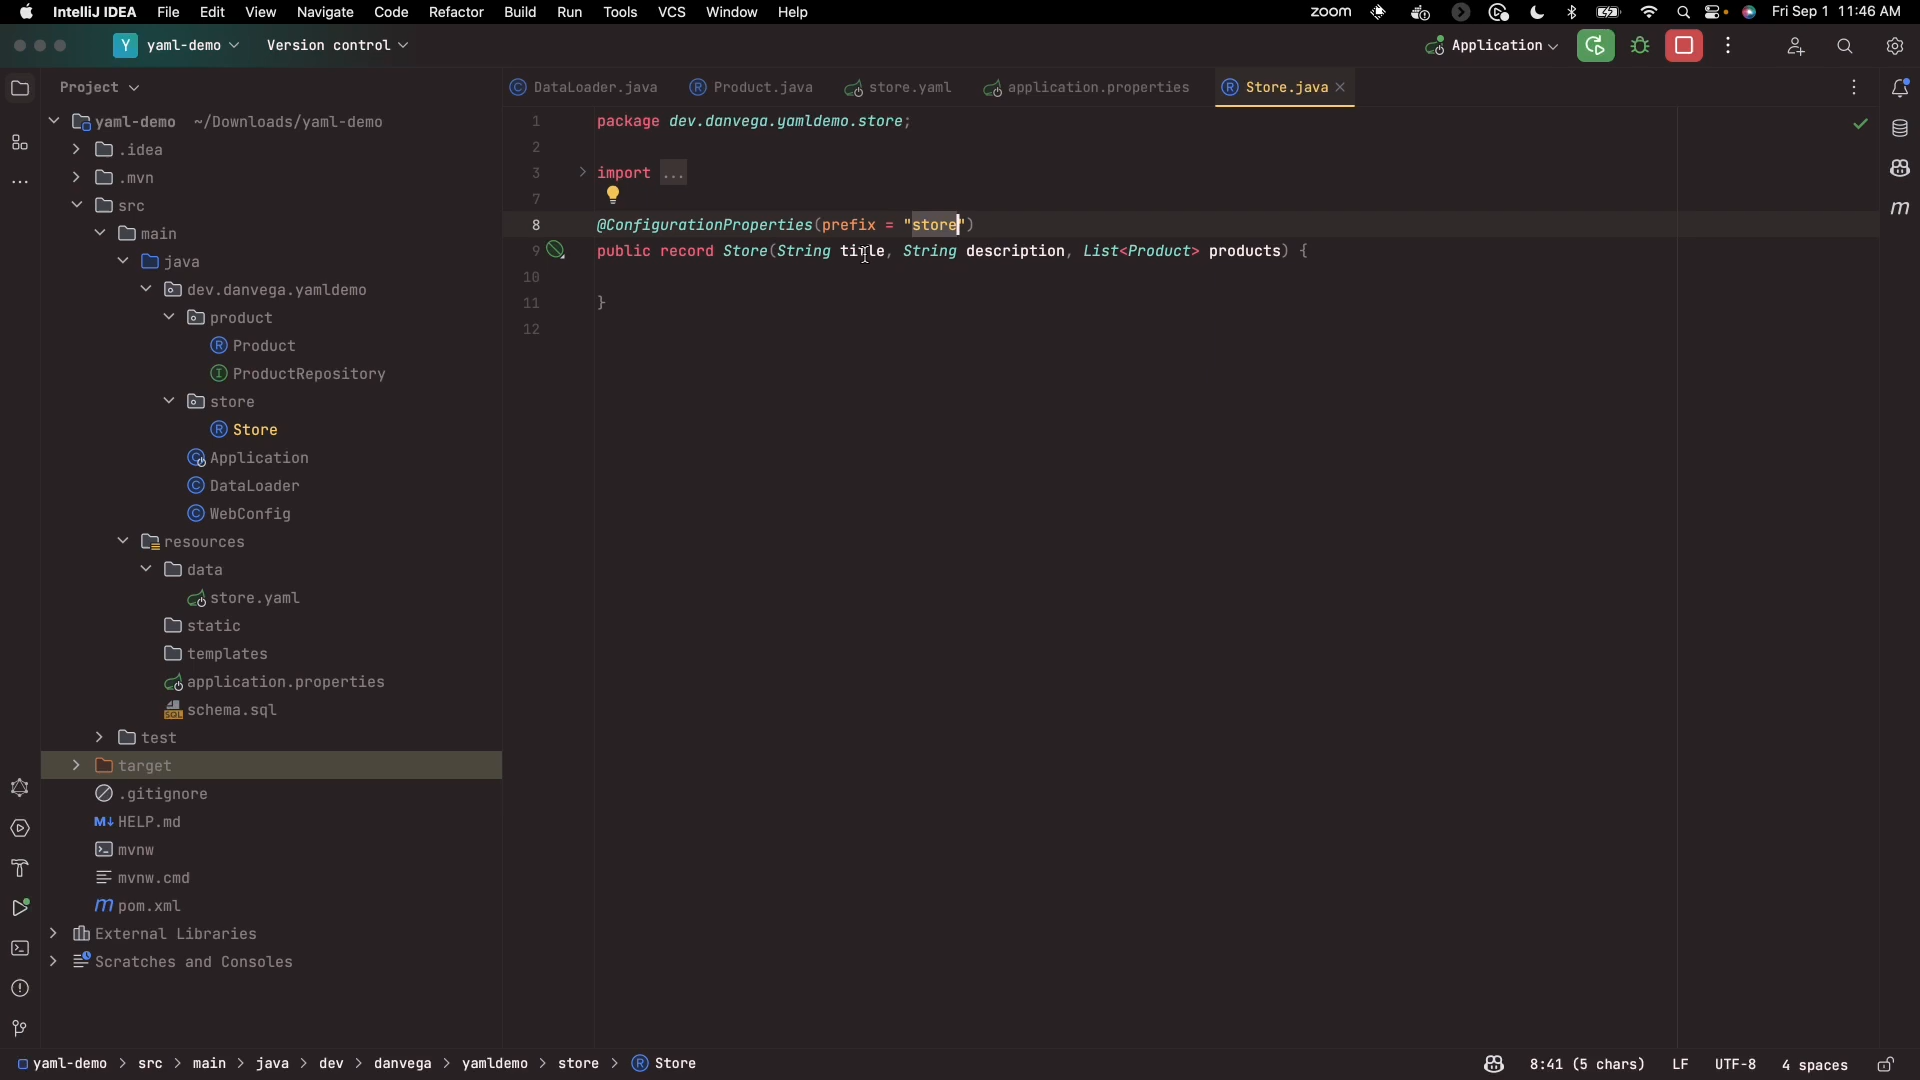 IntelliJ IDEA File Edit View Navigate Code Refactor Build Run Tools VCS Window Help zoom Fri Sep 1 11:46 AM
Y yaml-demo Version control Application
Project
DataLoader.java Product.java store.yaml application.properties Store.java
yaml-demo ~/Downloads/yaml-demo
.idea
.mvn
src
main
java
dev.danvega.yamldemo
product
Product
ProductRepository
store
Store
Application
DataLoader
WebConfig
resources
data
store.yaml
static
templates
application.properties
schema.sql
test
target
.gitignore
HELP.md
mvnw
mvnw.cmd
pom.xml
External Libraries
Scratches and Consoles
1 package dev.danvega.yamldemo.store;
2
3 import ...
7
8 @ConfigurationProperties(prefix = "store")
9 public record Store(String title, String description, List<Product> products) {
10
11 }
12
yaml-demo > src > main > java > dev > danvega > yamldemo > store > Store
8:41 (5 chars) LF UTF-8 4 spaces